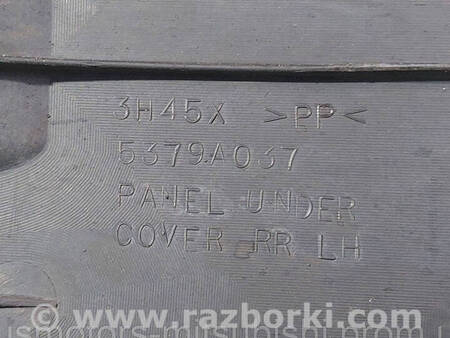 3H45X >PP<
5379A037
PANEL UNDER
COVER RR LH
www.razborki.com